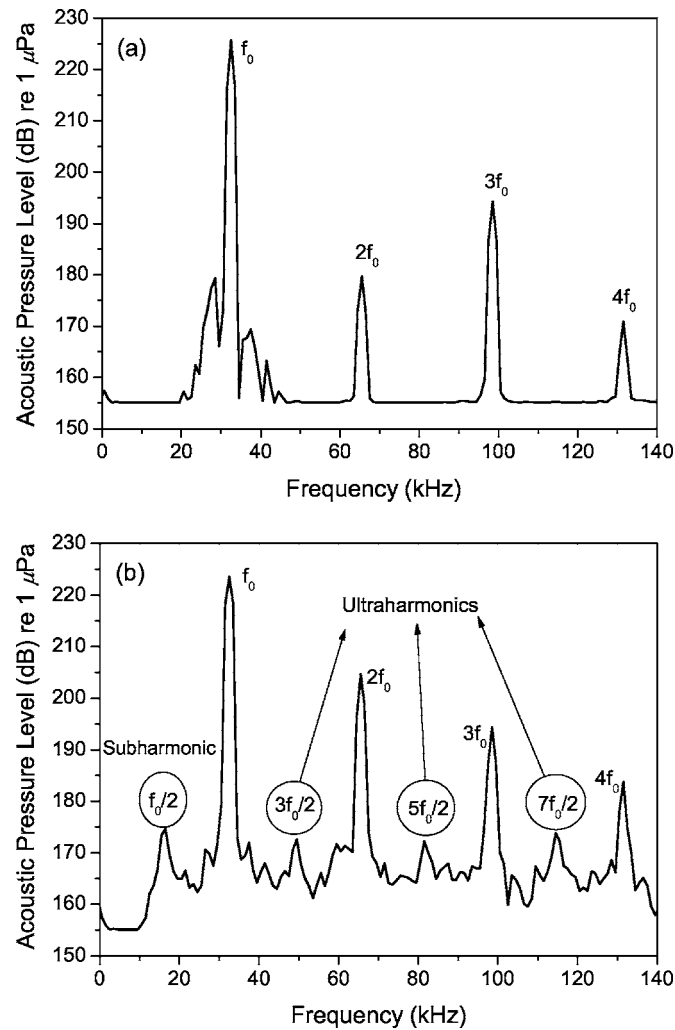 (a)
f₀
2f₀
3f₀
4f₀
230
220
210
200
190
180
170
160
150
0 20 40 60 80 100 120 140
Acoustic Pressure Level (dB) re 1 μPa
Frequency (kHz)
(b)
f₀
Ultraharmonics
2f₀
Subharmonic
3f₀
4f₀
f₀/2
3f₀/2
5f₀/2
7f₀/2
230
220
210
200
190
180
170
160
150
0 20 40 60 80 100 120 140
Acoustic Pressure Level (dB) re 1 μPa
Frequency (kHz)